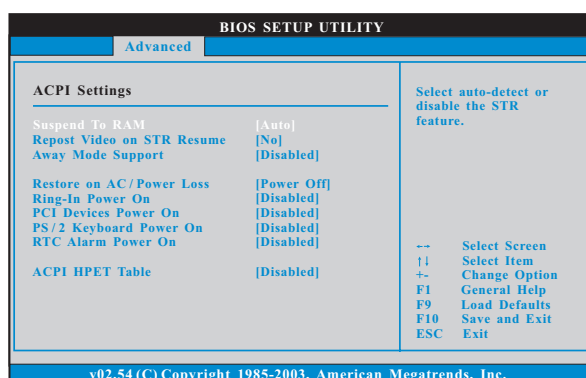 BIOS SETUP UTILITY
Advanced
ACPI Settings
Suspend To RAM [Auto]
Repost Video on STR Resume [No]
Away Mode Support [Disabled]
Restore on AC / Power Loss [Power Off]
Ring-In Power On [Disabled]
PCI Devices Power On [Disabled]
PS / 2 Keyboard Power On [Disabled]
RTC Alarm Power On [Disabled]
ACPI HPET Table [Disabled]
Select auto-detect or
disable the STR
feature.
←→ Select Screen
↑↓ Select Item
+- Change Option
F1 General Help
F9 Load Defaults
F10 Save and Exit
ESC Exit
v02.54 (C) Copyright 1985-2003, American Megatrends, Inc.